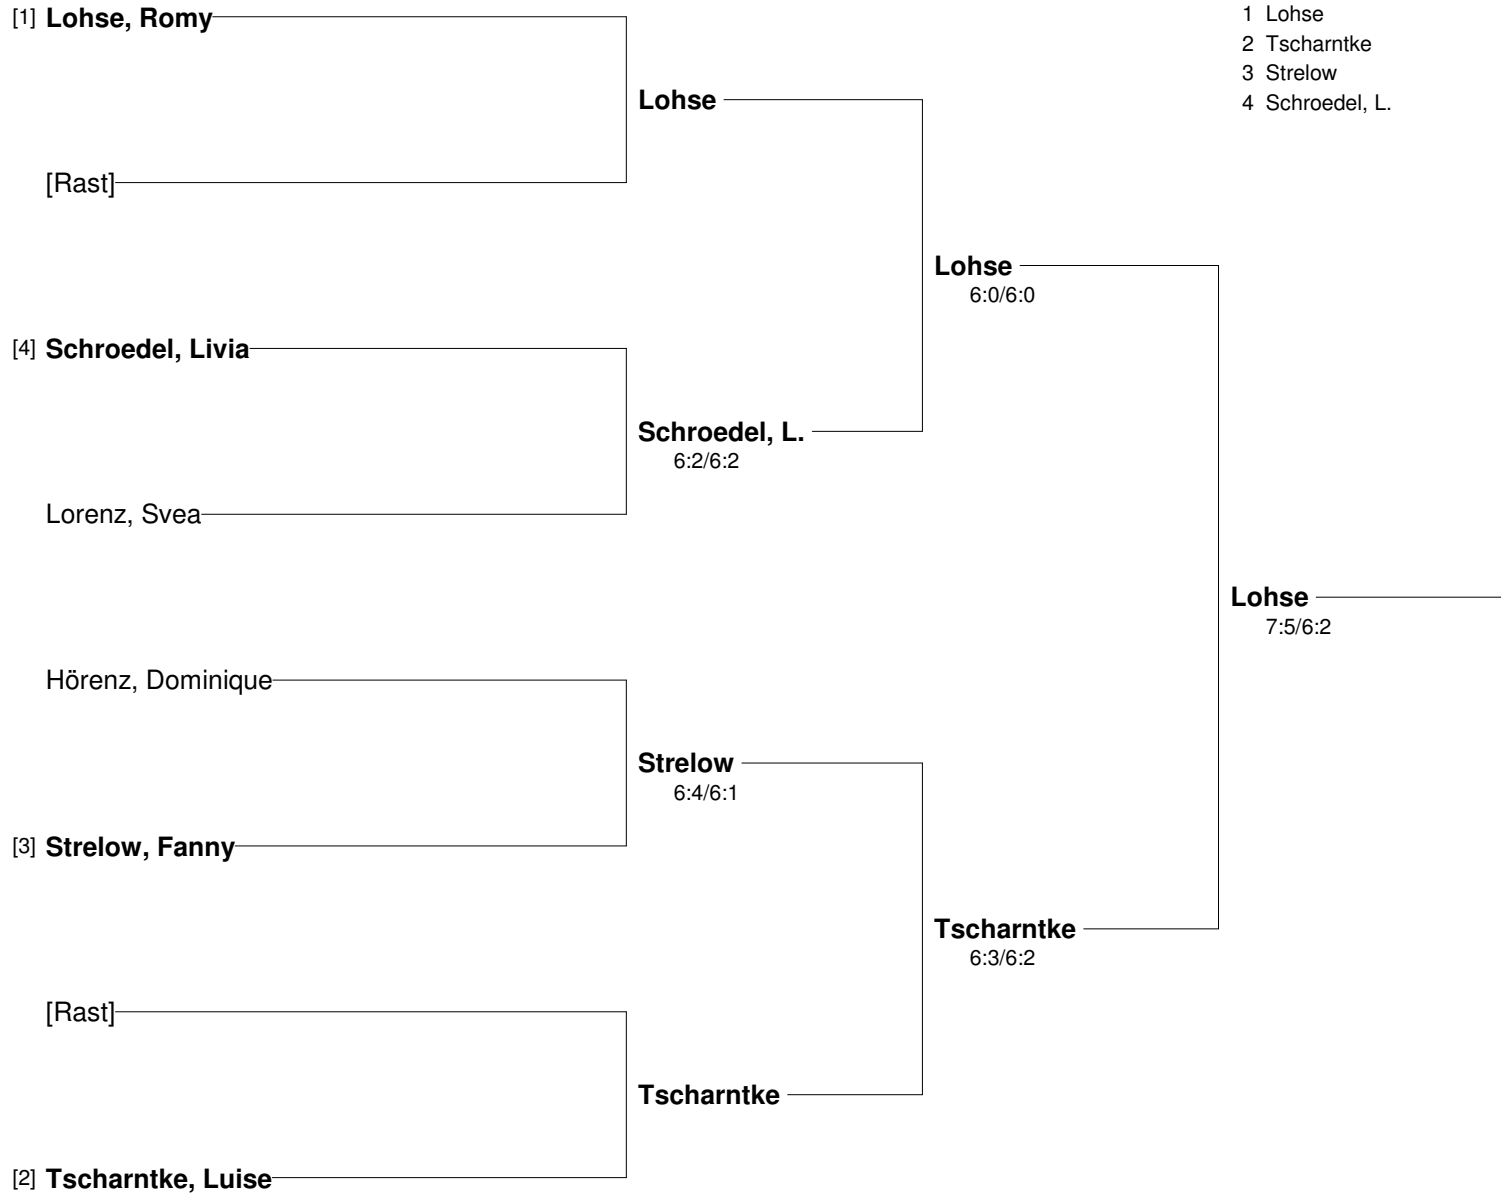 [1] Lohse, Romy
[Rast]
[4] Schroedel, Livia
Lorenz, Svea
Hörenz, Dominique
[3] Strelow, Fanny
[Rast]
[2] Tscharntke, Luise
Lohse
Schroedel, L.
6:2/6:2
Strelow
6:4/6:1
Tscharntke
Lohse
6:0/6:0
Tscharntke
6:3/6:2
Lohse
7:5/6:2
1 Lohse
2 Tscharntke
3 Strelow
4 Schroedel, L.